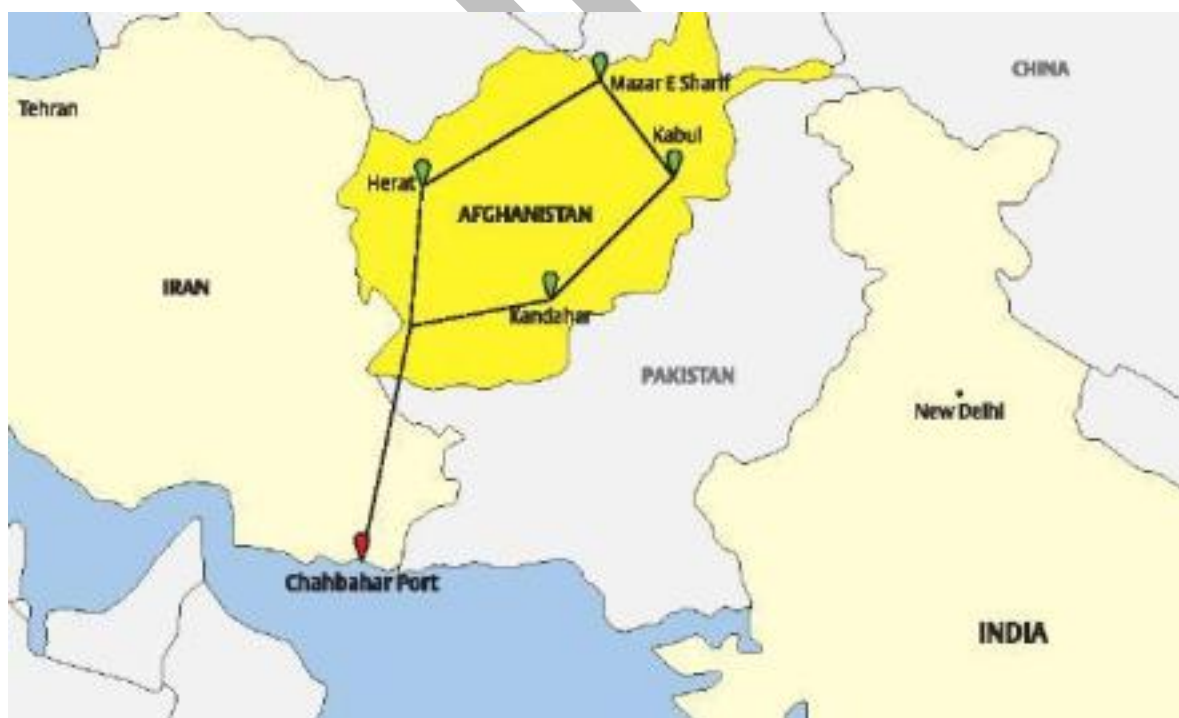 CHINA
Mazar E Sharif
Tehran
Kabul
Herat
AFGHANISTAN
IRAN
Kandahar
PAKISTAN
New Delhi
Chahbahar Port
INDIA